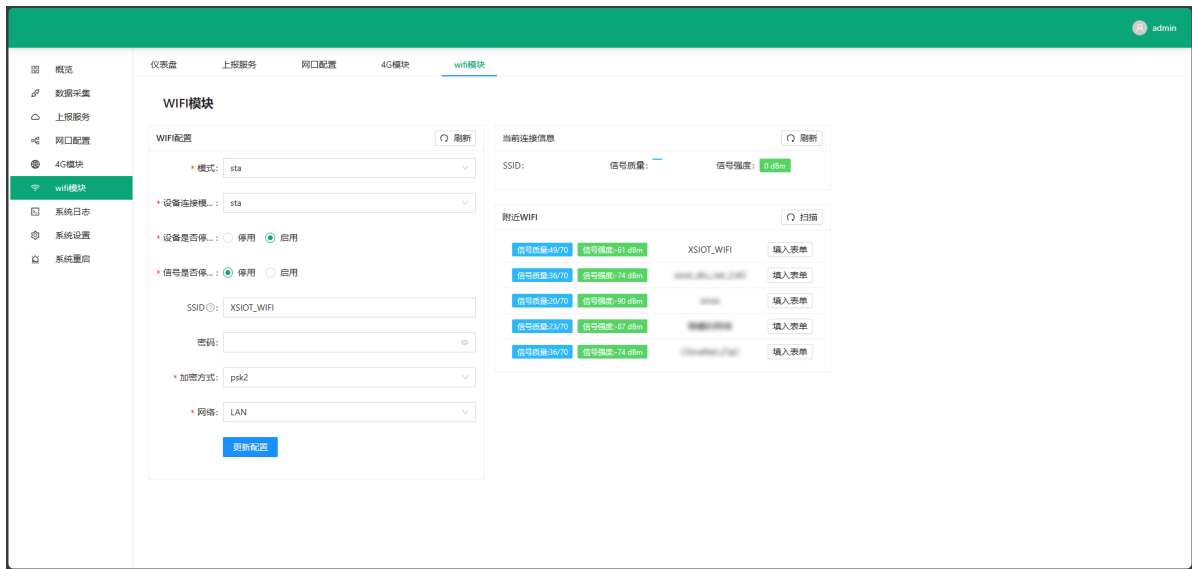 admin
概览
数据采集
上报服务
网口配置
4G模块
wifi模块
系统日志
系统设置
系统重启
仪表盘 上报服务 网口配置 4G模块 wifi模块
WIFI模块
WIFI配置 刷新
* 模式: sta
* 设备连接模...: sta
* 设备是否停...: 停用 启用
* 信号是否停...: 停用 启用
SSID: XSIOT_WIFI
密码:
* 加密方式: psk2
* 网络: LAN
更新配置
当前连接信息 刷新
SSID: 信号质量: 信号强度: 0 dBm
附近WIFI 扫描
信号质量:49/70 信号强度:-61 dBm XSIOT_WIFI 填入表单
信号质量:36/70 信号强度:-74 dBm 填入表单
信号质量:20/70 信号强度:-90 dBm 填入表单
信号质量:23/70 信号强度:-87 dBm 填入表单
信号质量:36/70 信号强度:-74 dBm 填入表单